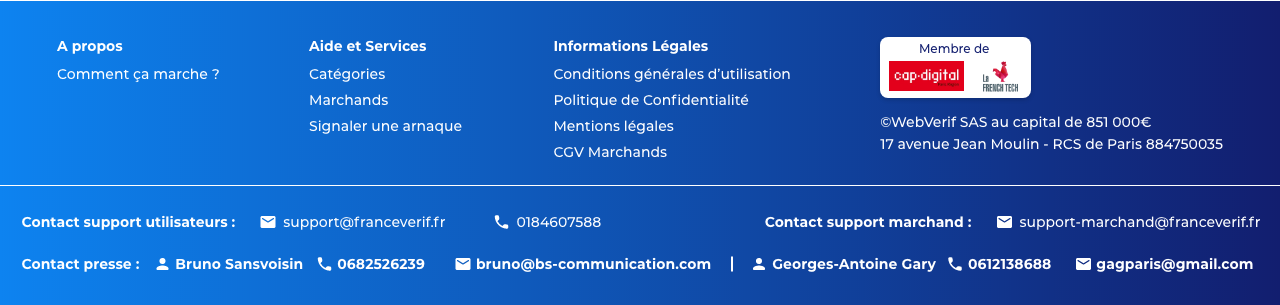 A propos
Comment ça marche ?
Aide et Services
Catégories
Marchands
Signaler une arnaque
Informations Légales
Conditions générales d’utilisation
Politique de Confidentialité
Mentions légales
CGV Marchands
Membre de
cap·digital
La
FRENCH TECH
©WebVerif SAS au capital de 851 000€
17 avenue Jean Moulin - RCS de Paris 884750035
Contact support utilisateurs : support@franceverif.fr 0184607588 Contact support marchand : support-marchand@franceverif.fr
Contact presse : Bruno Sansvoisin 0682526239 bruno@bs-communication.com | Georges-Antoine Gary 0612138688 gagparis@gmail.com